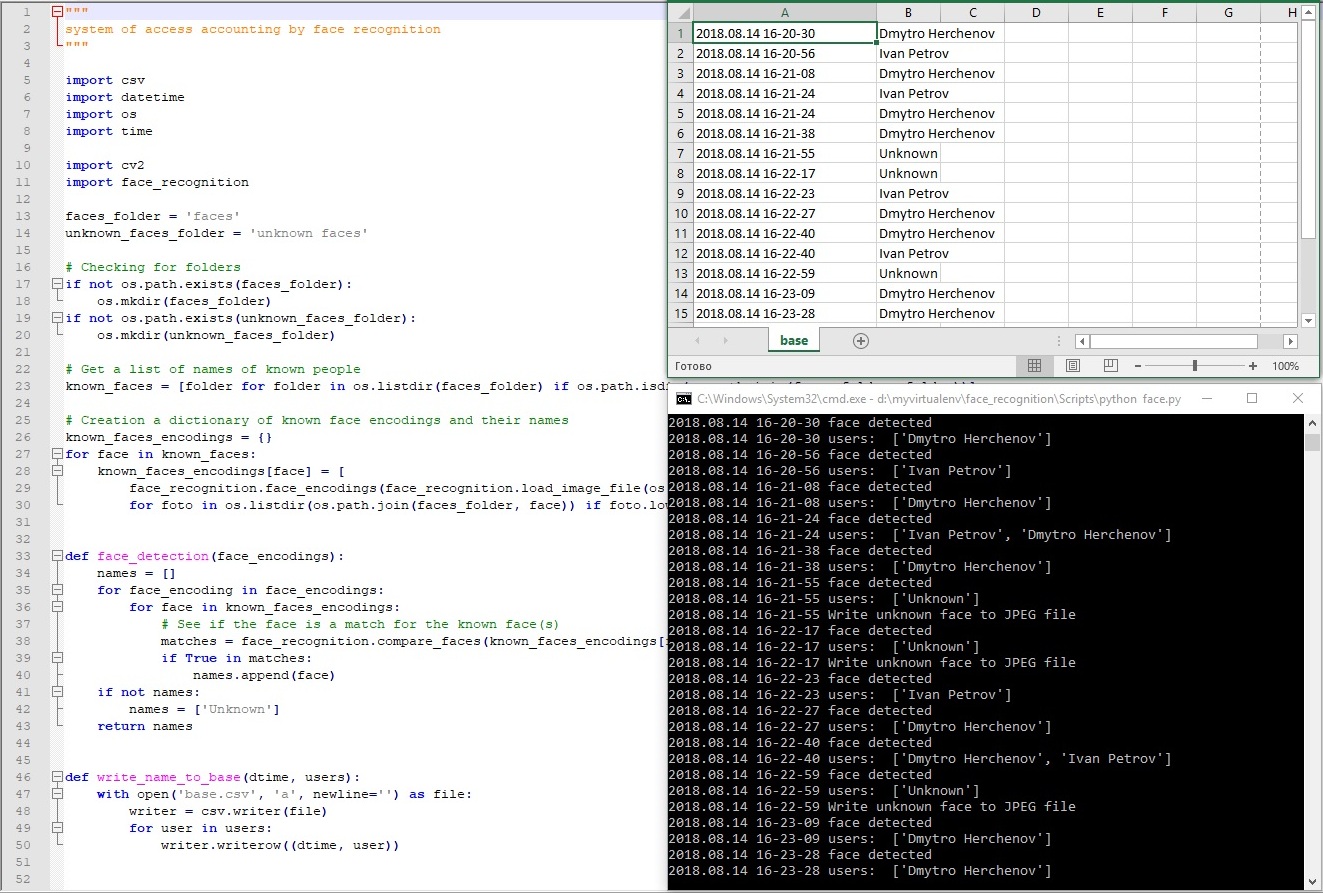 1 """
2 system of access accounting by face recognition
3 """
4
5 import csv
6 import datetime
7 import os
8 import time
9
10 import cv2
11 import face_recognition
12
13 faces_folder = 'faces'
14 unknown_faces_folder = 'unknown faces'
15
16 # Checking for folders
17 if not os.path.exists(faces_folder):
18 os.mkdir(faces_folder)
19 if not os.path.exists(unknown_faces_folder):
20 os.mkdir(unknown_faces_folder)
21
22 # Get a list of names of known people
23 known_faces = [folder for folder in os.listdir(faces_folder) if os.path.isd
24
25 # Creation a dictionary of known face encodings and their names
26 known_faces_encodings = {}
27 for face in known_faces:
28 known_faces_encodings[face] = [
29 face_recognition.face_encodings(face_recognition.load_image_file(os
30 for foto in os.listdir(os.path.join(faces_folder, face)) if foto.lo
31
32
33 def face_detection(face_encodings):
34 names = []
35 for face_encoding in face_encodings:
36 for face in known_faces_encodings:
37 # See if the face is a match for the known face(s)
38 matches = face_recognition.compare_faces(known_faces_encodings[
39 if True in matches:
40 names.append(face)
41 if not names:
42 names = ['Unknown']
43 return names
44
45
46 def write_name_to_base(dtime, users):
47 with open('base.csv', 'a', newline='') as file:
48 writer = csv.writer(file)
49 for user in users:
50 writer.writerow((dtime, user))
51
52
A B C D E F G H
1 2018.08.14 16-20-30 Dmytro Herchenov
2 2018.08.14 16-20-56 Ivan Petrov
3 2018.08.14 16-21-08 Dmytro Herchenov
4 2018.08.14 16-21-24 Ivan Petrov
5 2018.08.14 16-21-24 Dmytro Herchenov
6 2018.08.14 16-21-38 Dmytro Herchenov
7 2018.08.14 16-21-55 Unknown
8 2018.08.14 16-22-17 Unknown
9 2018.08.14 16-22-23 Ivan Petrov
10 2018.08.14 16-22-27 Dmytro Herchenov
11 2018.08.14 16-22-40 Dmytro Herchenov
12 2018.08.14 16-22-40 Ivan Petrov
13 2018.08.14 16-22-59 Unknown
14 2018.08.14 16-23-09 Dmytro Herchenov
15 2018.08.14 16-23-28 Dmytro Herchenov
base
Готово 100%
C:\Windows\System32\cmd.exe - d:\myvirtualenv\face_recognition\Scripts\python face.py
2018.08.14 16-20-30 face detected
2018.08.14 16-20-30 users: ['Dmytro Herchenov']
2018.08.14 16-20-56 face detected
2018.08.14 16-20-56 users: ['Ivan Petrov']
2018.08.14 16-21-08 face detected
2018.08.14 16-21-08 users: ['Dmytro Herchenov']
2018.08.14 16-21-24 face detected
2018.08.14 16-21-24 users: ['Ivan Petrov', 'Dmytro Herchenov']
2018.08.14 16-21-38 face detected
2018.08.14 16-21-38 users: ['Dmytro Herchenov']
2018.08.14 16-21-55 face detected
2018.08.14 16-21-55 users: ['Unknown']
2018.08.14 16-21-55 Write unknown face to JPEG file
2018.08.14 16-22-17 face detected
2018.08.14 16-22-17 users: ['Unknown']
2018.08.14 16-22-17 Write unknown face to JPEG file
2018.08.14 16-22-23 face detected
2018.08.14 16-22-23 users: ['Ivan Petrov']
2018.08.14 16-22-27 face detected
2018.08.14 16-22-27 users: ['Dmytro Herchenov']
2018.08.14 16-22-40 face detected
2018.08.14 16-22-40 users: ['Dmytro Herchenov', 'Ivan Petrov']
2018.08.14 16-22-59 face detected
2018.08.14 16-22-59 users: ['Unknown']
2018.08.14 16-22-59 Write unknown face to JPEG file
2018.08.14 16-23-09 face detected
2018.08.14 16-23-09 users: ['Dmytro Herchenov']
2018.08.14 16-23-28 face detected
2018.08.14 16-23-28 users: ['Dmytro Herchenov']